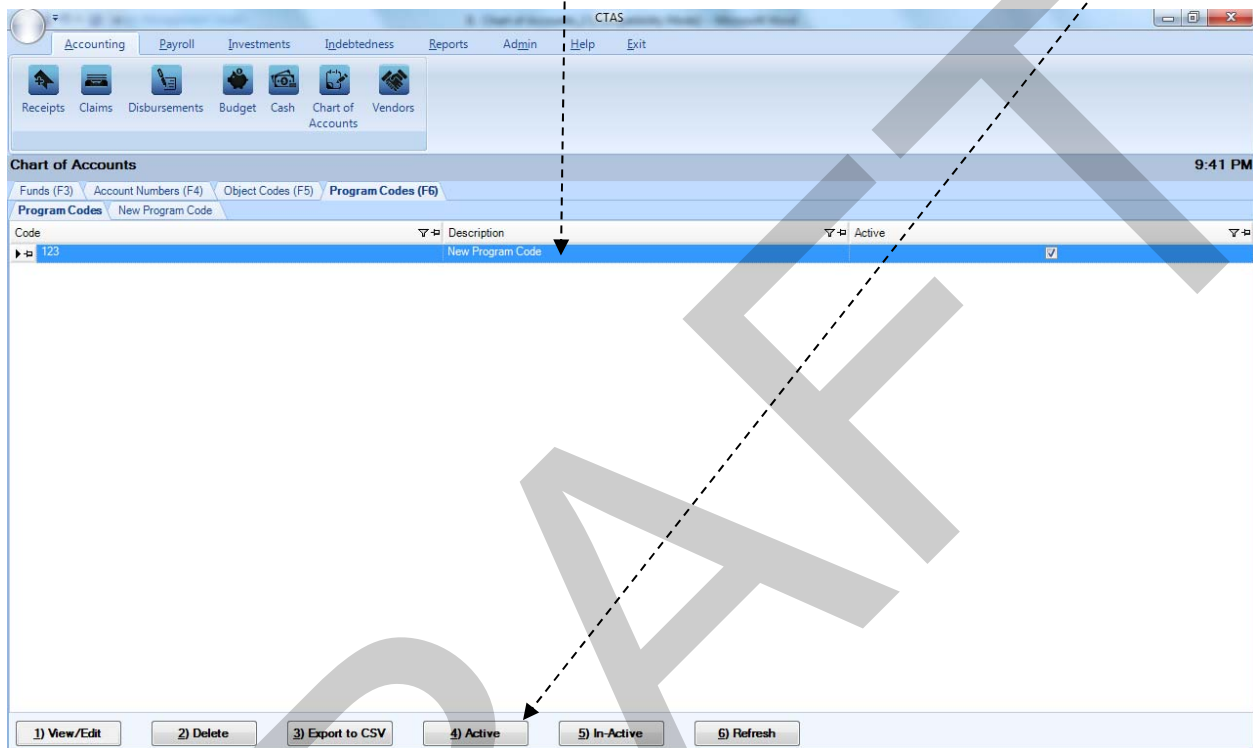 CTAS
Accounting Payroll Investments Indebtedness Reports Admin Help Exit
Receipts Claims Disbursements Budget Cash Chart of Accounts Vendors
Chart of Accounts 9:41 PM
Funds (F3) Account Numbers (F4) Object Codes (F5) Program Codes (F6)
Program Codes New Program Code
Code Description Active
123 New Program Code
1) View/Edit 2) Delete 3) Export to CSV 4) Active 5) In-Active 6) Refresh
DRAFT